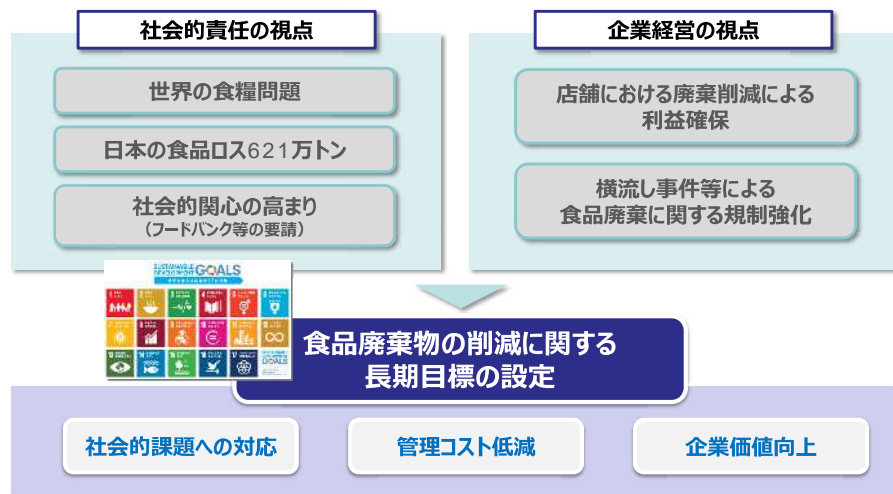 社会的責任の視点
世界の食糧問題
日本の食品ロス621万トン
社会的関心の高まり
（フードバンク等の要請）
企業経営の視点
店舗における廃棄削減による
利益確保
横流し事件等による
食品廃棄に関する規制強化
SUSTAINABLE
DEVELOPMENT GOALS
食品廃棄物の削減に関する
長期目標の設定
社会的課題への対応
管理コスト低減
企業価値向上